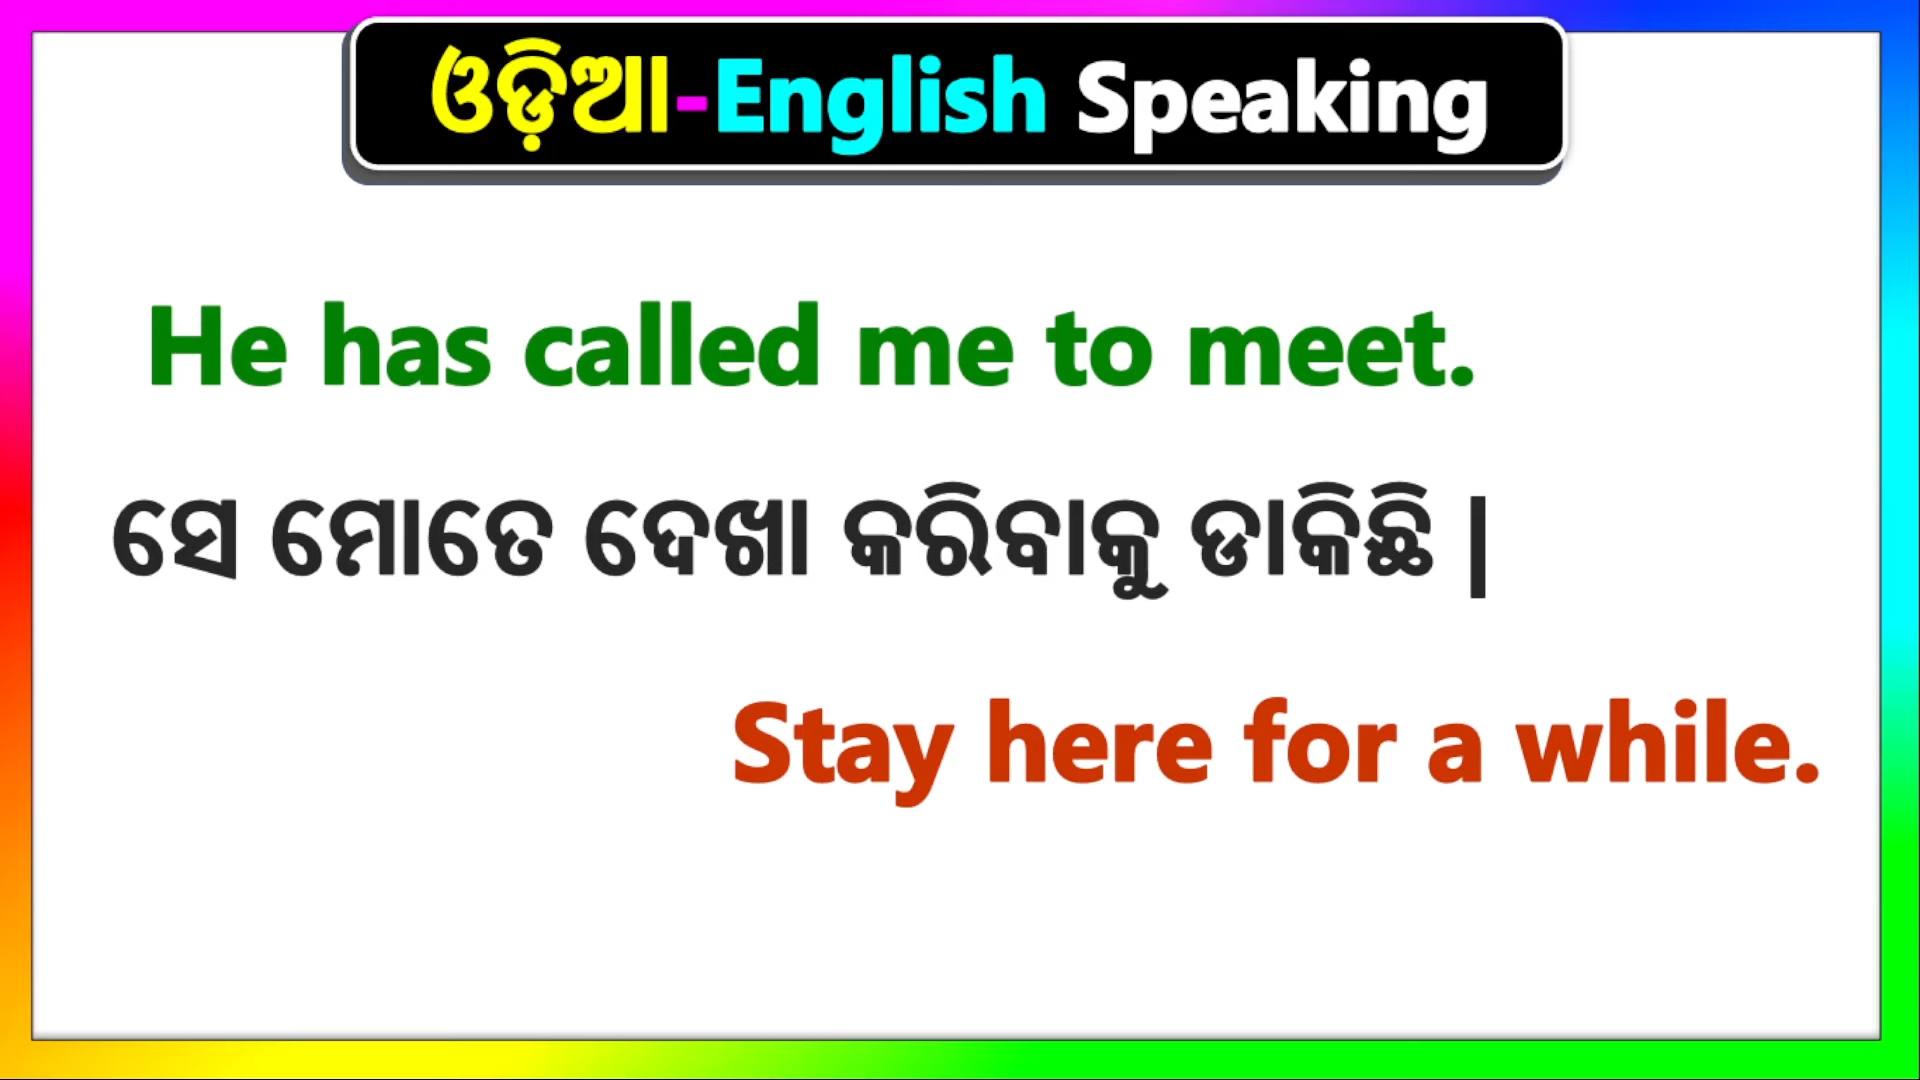 ଓଡ଼ିଆ-English Speaking
He has called me to meet.
ସେ ମୋତେ ଦେଖା କରିବାକୁ ଡାକିଛି |
Stay here for a while.